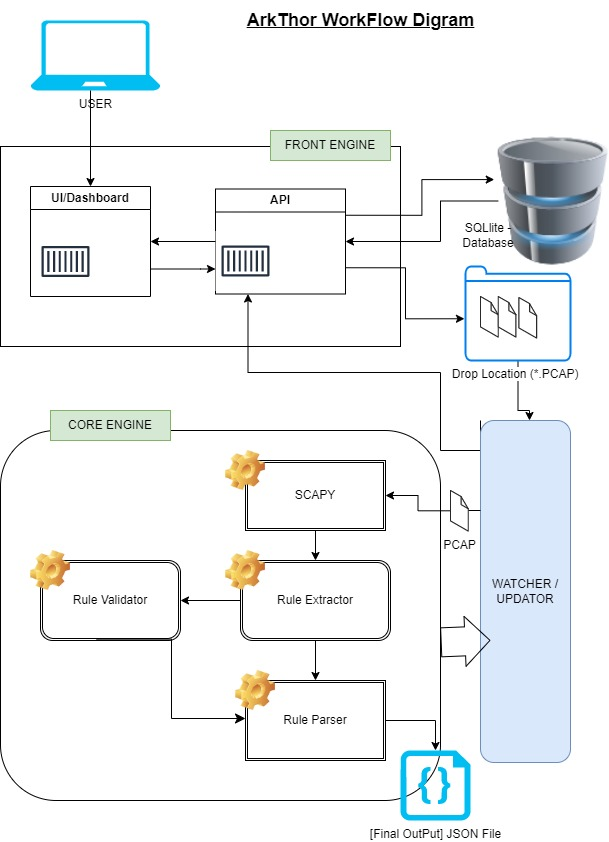 ArkThor WorkFlow Digram
USER
FRONT ENGINE
UI/Dashboard
API
SQLlite -
Database
Drop Location (*.PCAP)
CORE ENGINE
SCAPY
PCAP
Rule Validator
Rule Extractor
WATCHER /
UPDATOR
Rule Parser
{}
[Final OutPut] JSON File